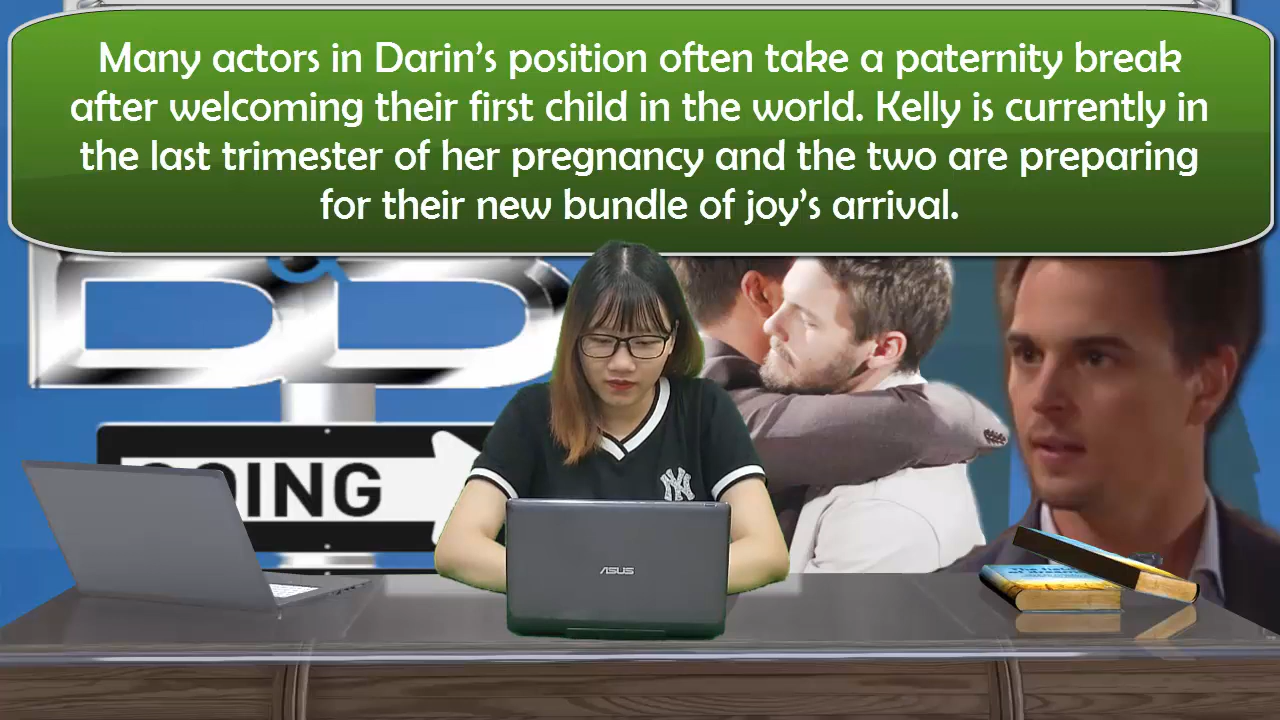 Many actors in Darin’s position often take a paternity break
after welcoming their first child in the world. Kelly is currently in
the last trimester of her pregnancy and the two are preparing
for their new bundle of joy’s arrival.
OING
NY
ASUS